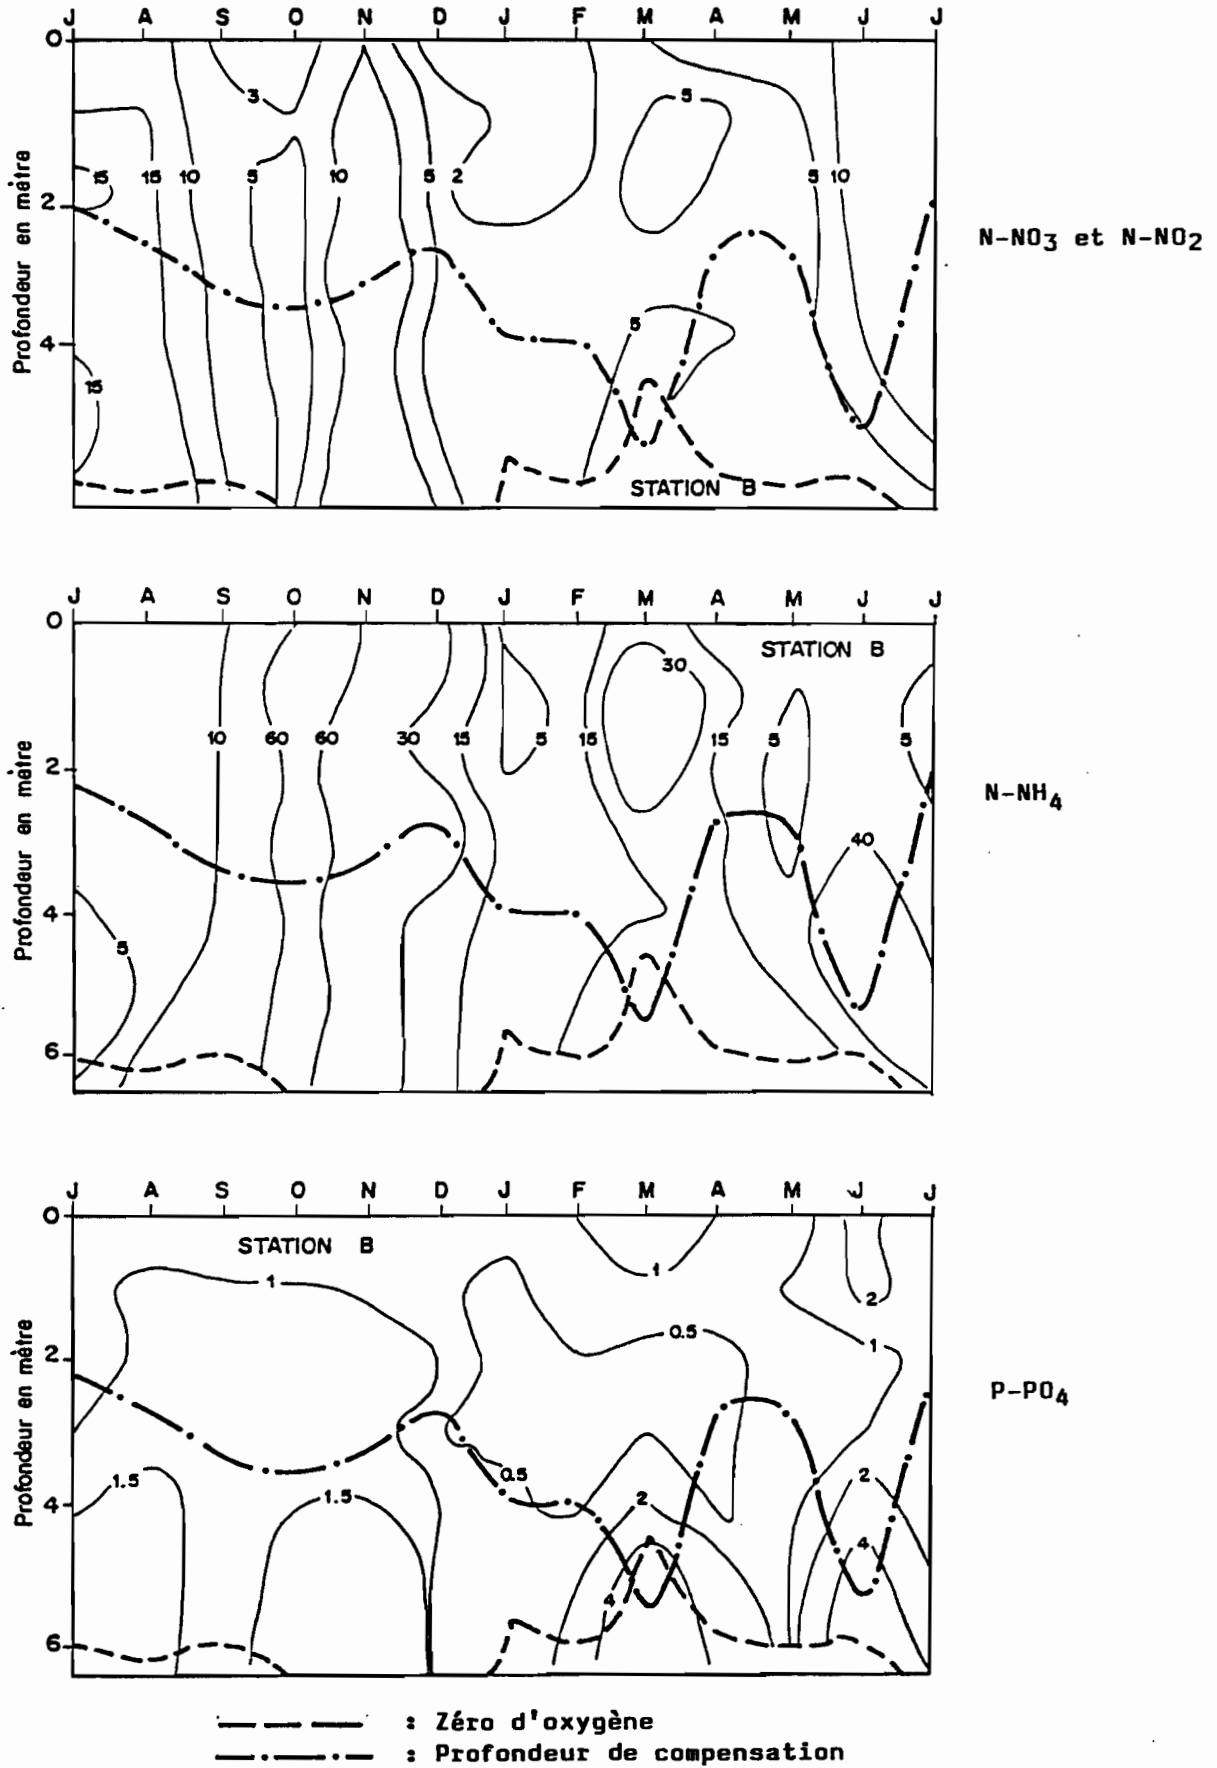 J A S O N D J F M A M J J
0
3
5
15 15 10 5 10 5 2 5 10
2
N-NO3 et N-NO2
Profondeur en mètre
5
4
15
STATION B
J A S O N D J F M A M J J
0
STATION B
30
10 60 60 30 15 5 15 15 5 5
2
N-NH4
Profondeur en mètre
40
4
5
6
J A S O N D J F M A M J J
0
STATION B
1 1
2
0.5
1
2
P-PO4
Profondeur en mètre
1.5 0.5 2
1.5 2
4
4
4
6
: Zéro d'oxygène
: Profondeur de compensation